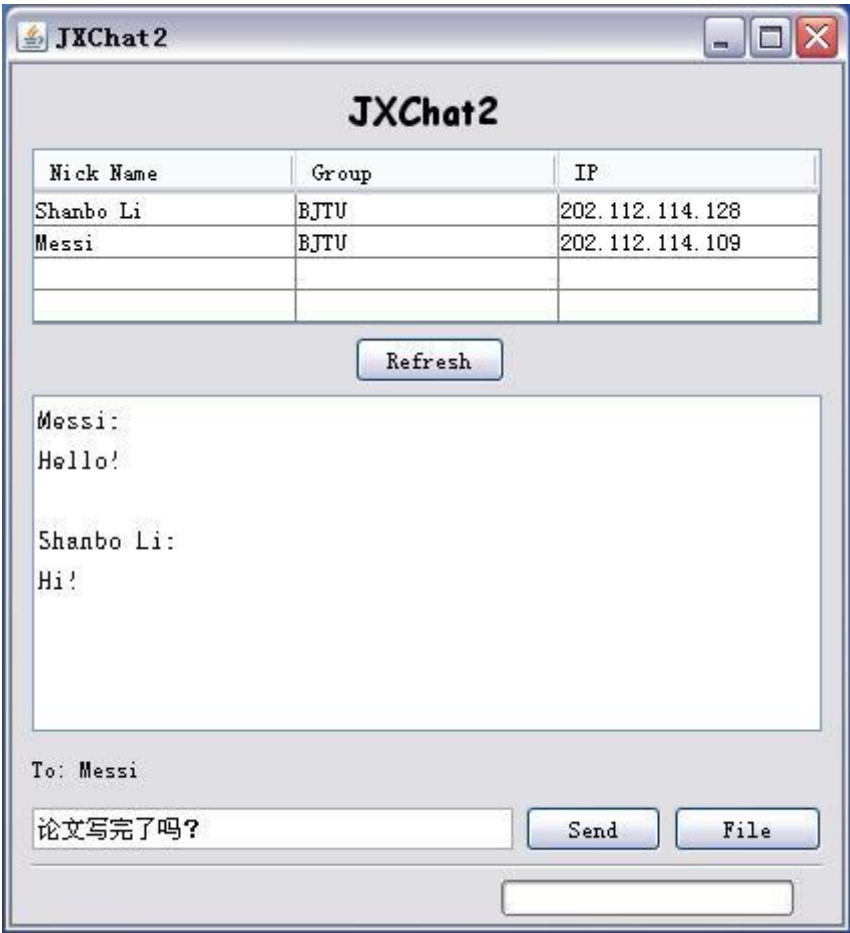 JXChat2
JXChat2
Nick Name Group IP
Shanbo Li BJTU 202.112.114.128
Messi BJTU 202.112.114.109
Refresh
Messi:
Hello!
Shanbo Li:
Hi!
To: Messi
论文写完了吗? Send File